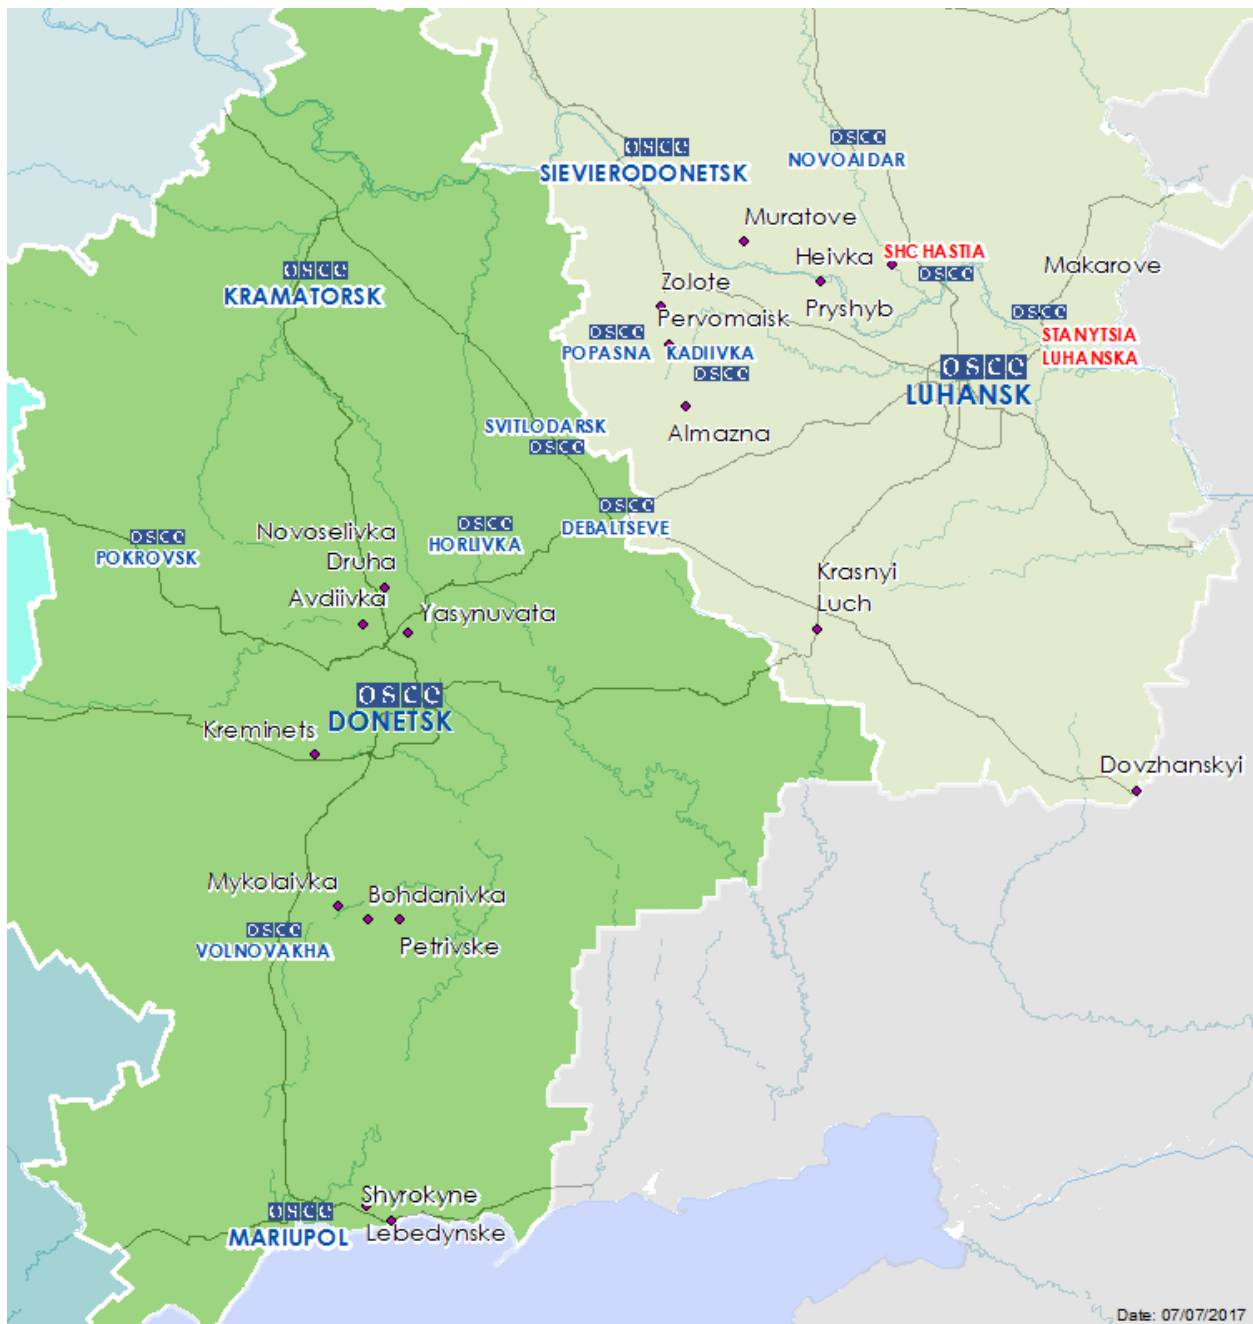 OSCE
NOVOAIDAR
OSCE
SIEVIERODONETSK
Muratove
SHCHASTIA
Heivka
OSCE
Makarove
OSCE
KRAMATORSK
Zolote
Pryshyb
OSCE
Pervomaisk
STANYTSIA
LUHANSKA
OSCE
POPASNA
KADIIVKA
OSCE
OSCE
LUHANSK
SVITLODARSK
OSCE
Almazna
OSCE
DEBALTSEVE
OSCE
HORLIVKA
OSCE
POKROVSK
Novoselivka
Druha
Avdiivka
Yasynuvata
Krasnyi
Luch
OSCE
DONETSK
Kreminets
Dovzhanskyi
Mykolaivka
Bohdanivka
OSCE
VOLNOVAKHA
Petrivske
Shyrokyne
OSCE
MARIUPOL
Lebedynske
Date: 07/07/2017